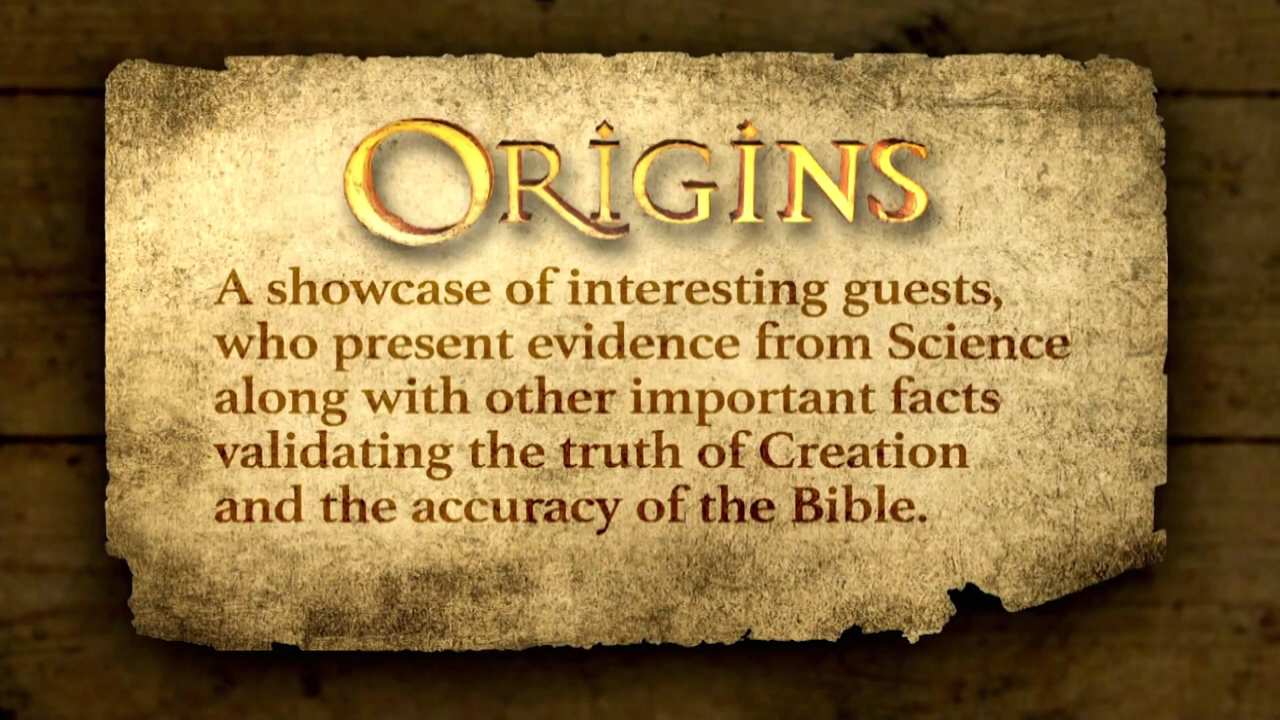 Origins
A showcase of interesting guests,
who present evidence from Science
along with other important facts
validating the truth of Creation
and the accuracy of the Bible.